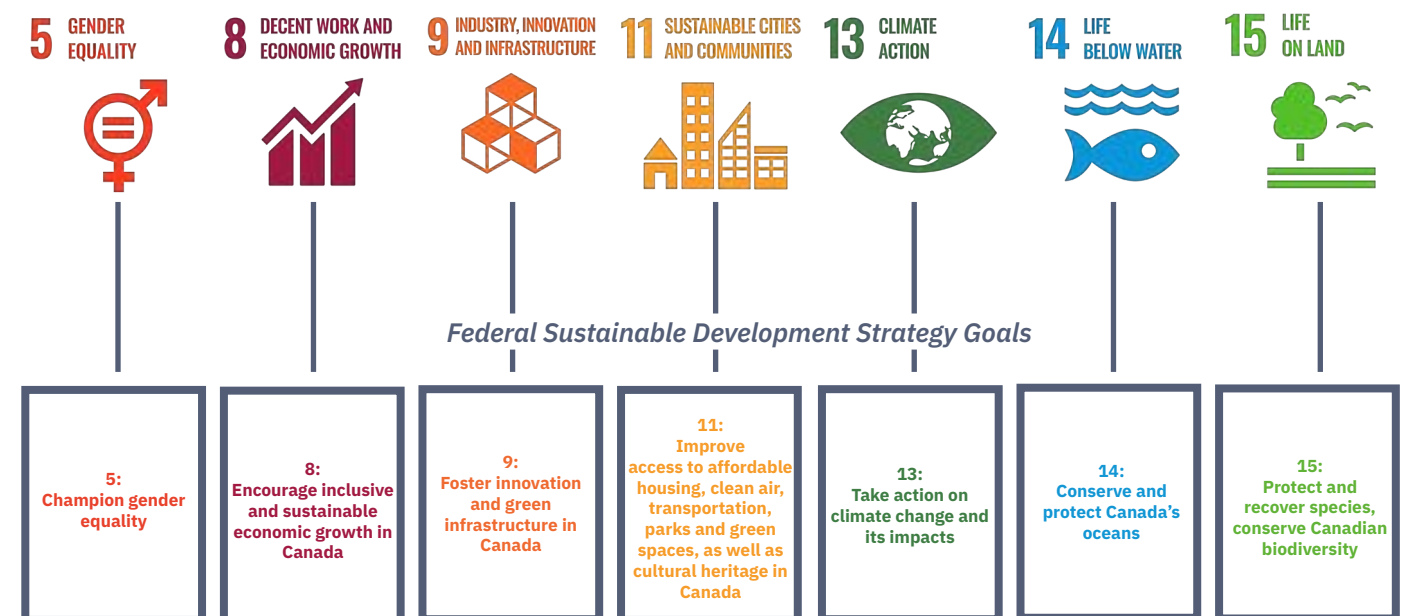 5 GENDER
EQUALITY
8 DECENT WORK AND
ECONOMIC GROWTH
9 INDUSTRY, INNOVATION
AND INFRASTRUCTURE
11 SUSTAINABLE CITIES
AND COMMUNITIES
13 CLIMATE
ACTION
14 LIFE
BELOW WATER
15 LIFE
ON LAND
Federal Sustainable Development Strategy Goals
5:
Champion gender
equality
8:
Encourage inclusive
and sustainable
economic growth in
Canada
9:
Foster innovation
and green
infrastructure in
Canada
11:
Improve
access to affordable
housing, clean air,
transportation,
parks and green
spaces, as well as
cultural heritage in
Canada
13:
Take action on
climate change and
its impacts
14:
Conserve and
protect Canada’s
oceans
15:
Protect and
recover species,
conserve Canadian
biodiversity